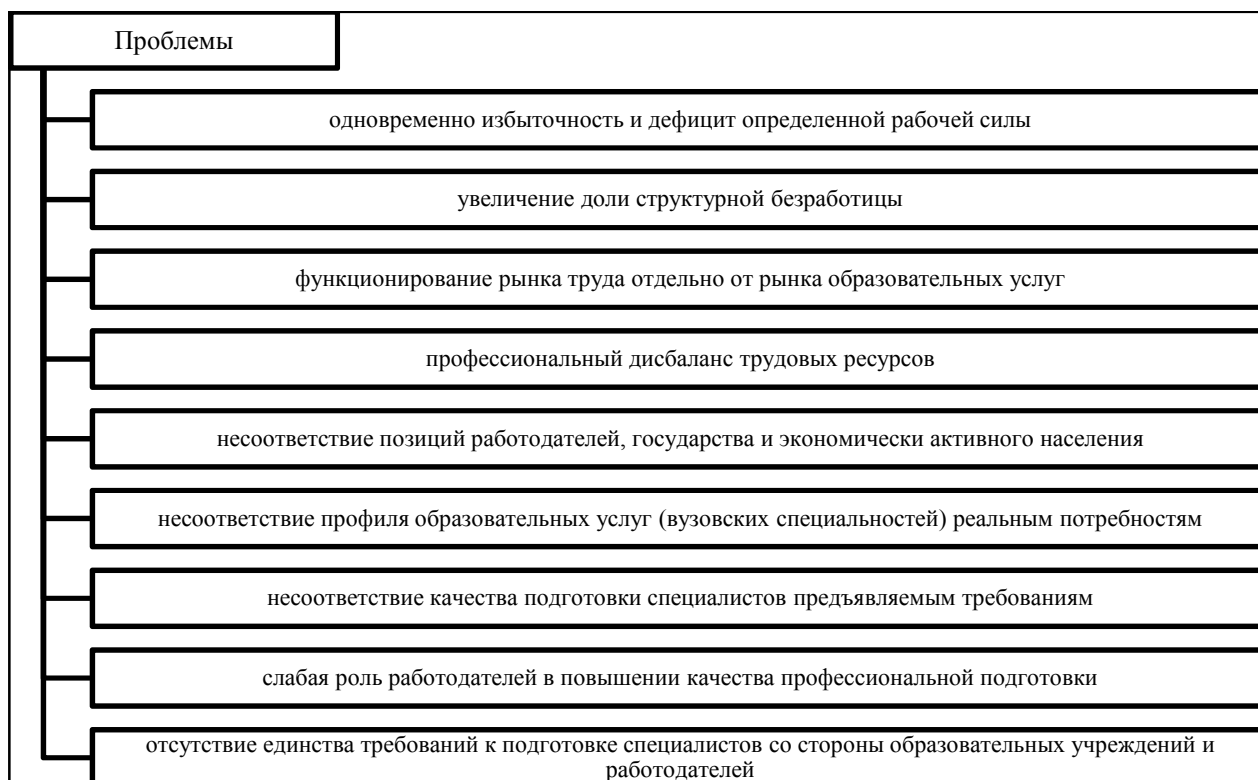 Проблемы
одновременно избыточность и дефицит определенной рабочей силы
увеличение доли структурной безработицы
функционирование рынка труда отдельно от рынка образовательных услуг
профессиональный дисбаланс трудовых ресурсов
несоответствие позиций работодателей, государства и экономически активного населения
несоответствие профиля образовательных услуг (вузовских специальностей) реальным потребностям
несоответствие качества подготовки специалистов предъявляемым требованиям
слабая роль работодателей в повышении качества профессиональной подготовки
отсутствие единства требований к подготовке специалистов со стороны образовательных учреждений и
работодателей